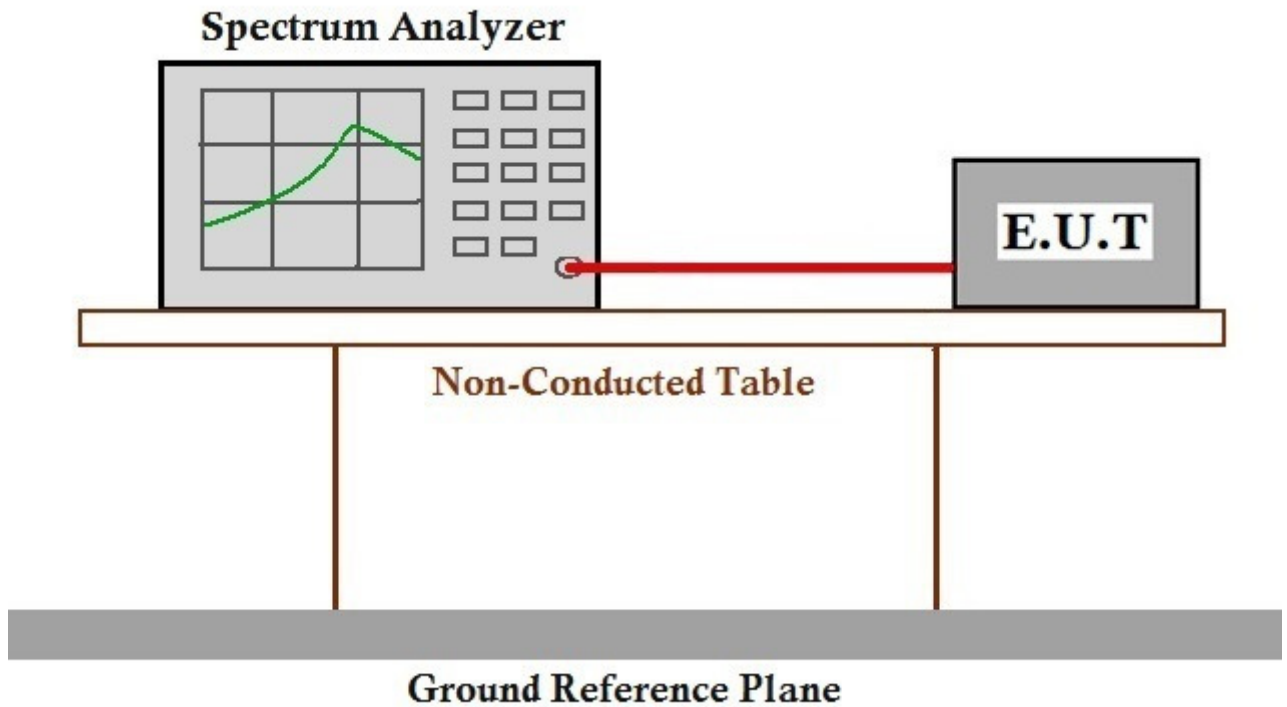 Spectrum Analyzer
E.U.T
Non-Conducted Table
Ground Reference Plane